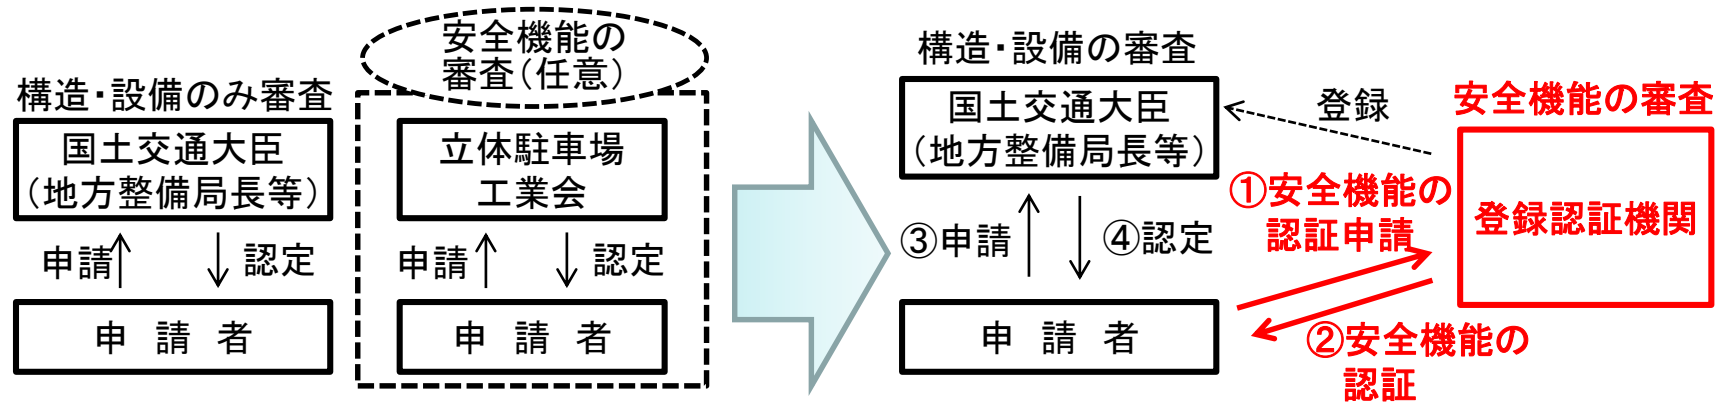 構造・設備のみ審査
国土交通大臣
（地方整備局長等）
申請
認定
申 請 者
安全機能の
審査（任意）
立体駐車場
工業会
申請
認定
申 請 者
構造・設備の審査
国土交通大臣
（地方整備局長等）
③申請
④認定
申 請 者
登録
①安全機能の
認証申請
②安全機能の
認証
安全機能の審査
登録認証機関